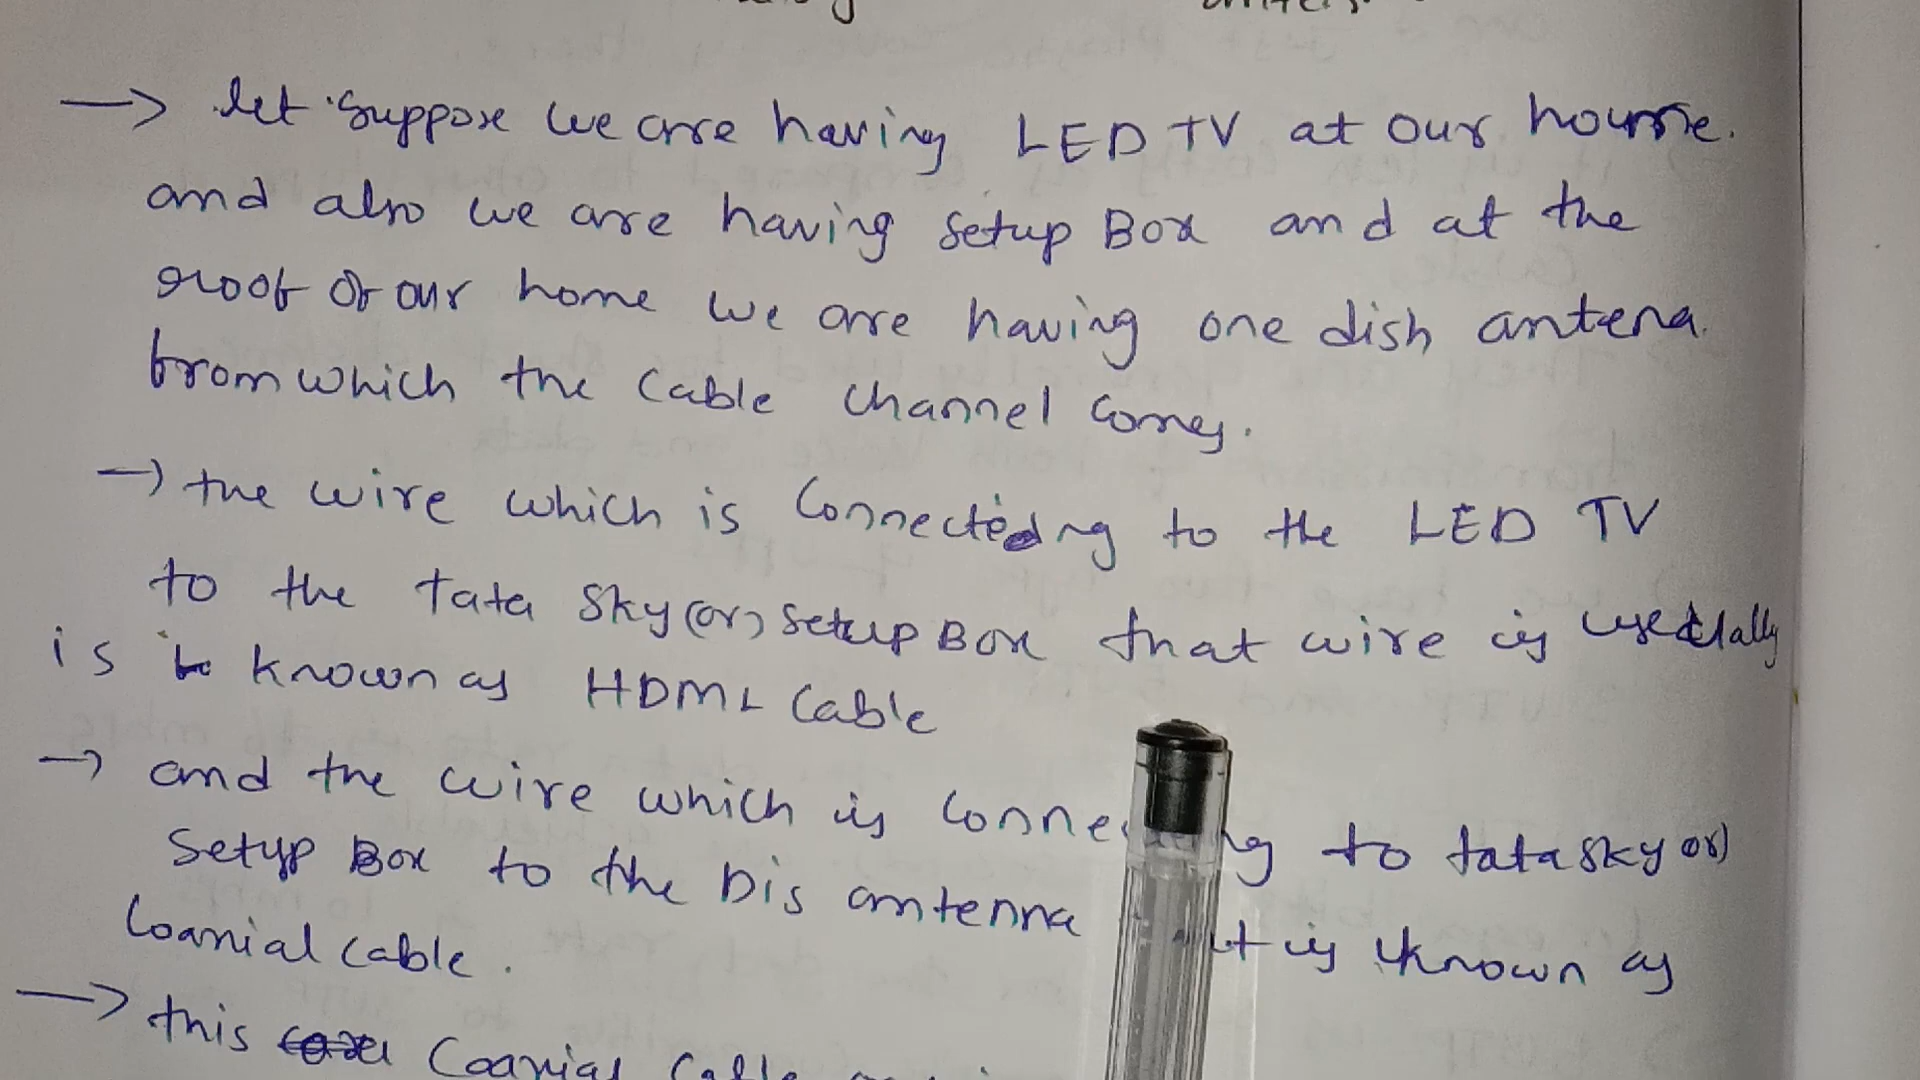 → let suppose we are having LED TV at our house.
and also we are having setup Box and at the
roof of our home we are having one dish antena.
from which the cable channel comes.
→ the wire which is connecting to the LED TV
to the tata sky (or) setup Box that wire is usually
is known as HDMI cable
→ and the wire which is to tata sky or)
setup Box to the Dis antenna it is known as
Coaxial cable.
→ this Coaxial Cable